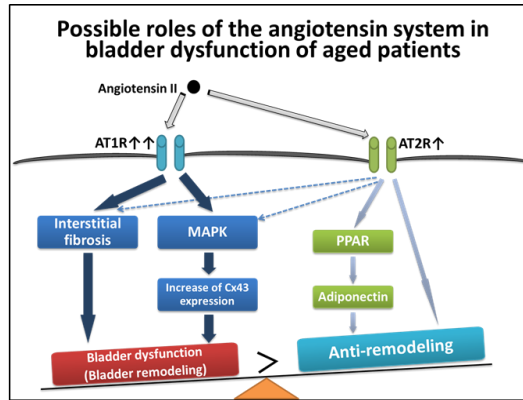 Possible roles of the angiotensin system in
bladder dysfunction of aged patients
Angiotensin II
AT1R↑↑
AT2R↑
Interstitial
fibrosis
MAPK
PPAR
Increase of Cx43
expression
Adiponectin
Bladder dysfunction
(Bladder remodeling)
>
Anti-remodeling